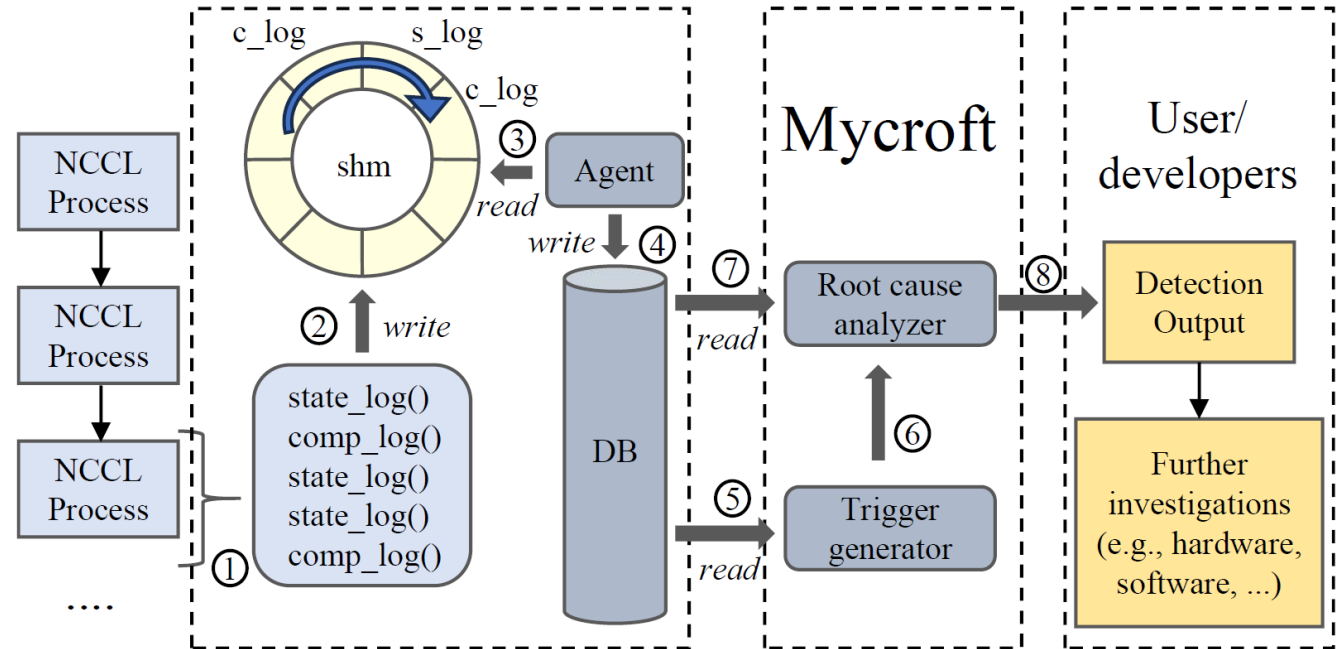 NCCL
Process
NCCL
Process
NCCL
Process
....
①
c_log
s_log
c_log
shm
③
read
Agent
write
④
②
write
state_log()
comp_log()
state_log()
state_log()
comp_log()
DB
⑦
read
⑤
read
Mycroft
Root cause
analyzer
⑥
Trigger
generator
⑧
User/
developers
Detection
Output
Further
investigations
(e.g., hardware,
software, ...)